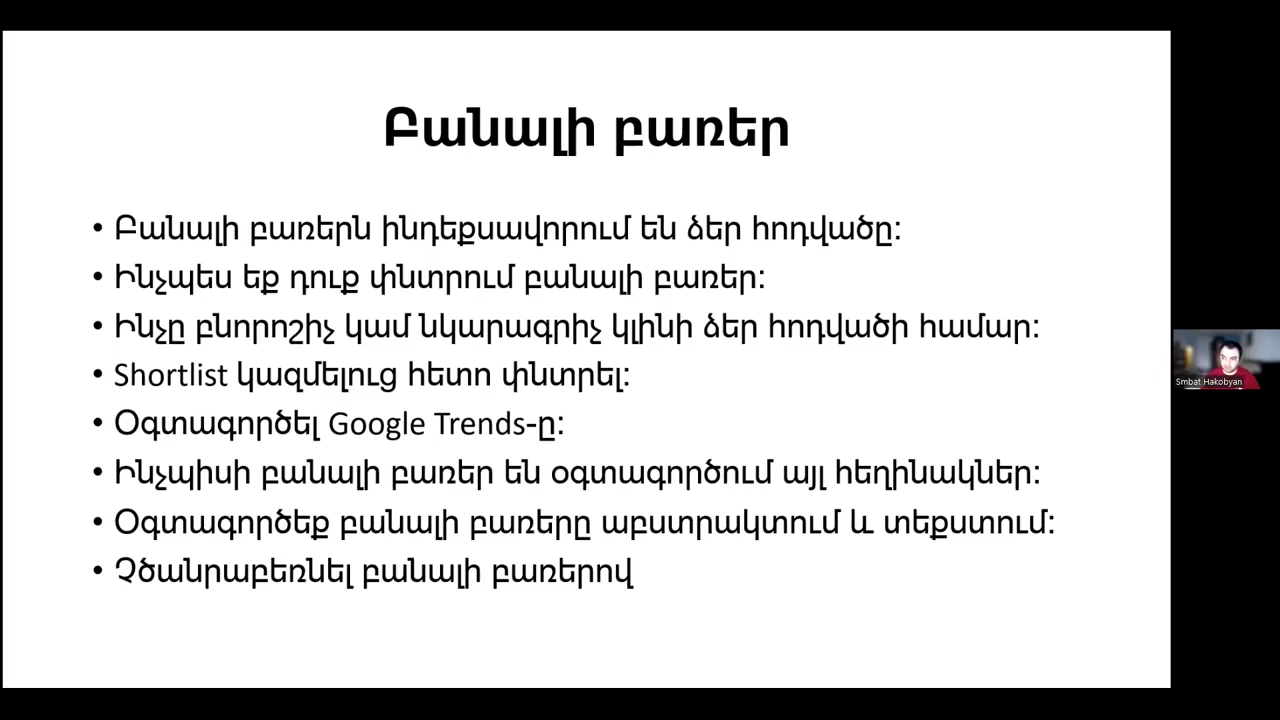 Բանալի բառեր
• Բանալի բառերն ինդեքսավորում են ձեր հոդվածը:
• Ինչպես եք դուք փնտրում բանալի բառեր:
• Ինչը բնորոշիչ կամ նկարագրիչ կլինի ձեր հոդվածի համար:
• Shortlist կազմելուց հետո փնտրել:
• Օգտագործել Google Trends-ը:
• Ինչպիսի բանալի բառեր են օգտագործում այլ հեղինակներ:
• Օգտագործեք բանալի բառերը աբստրակտում և տեքստում:
• Չծանրաբեռնել բանալի բառերով
Smbat Hakobyan